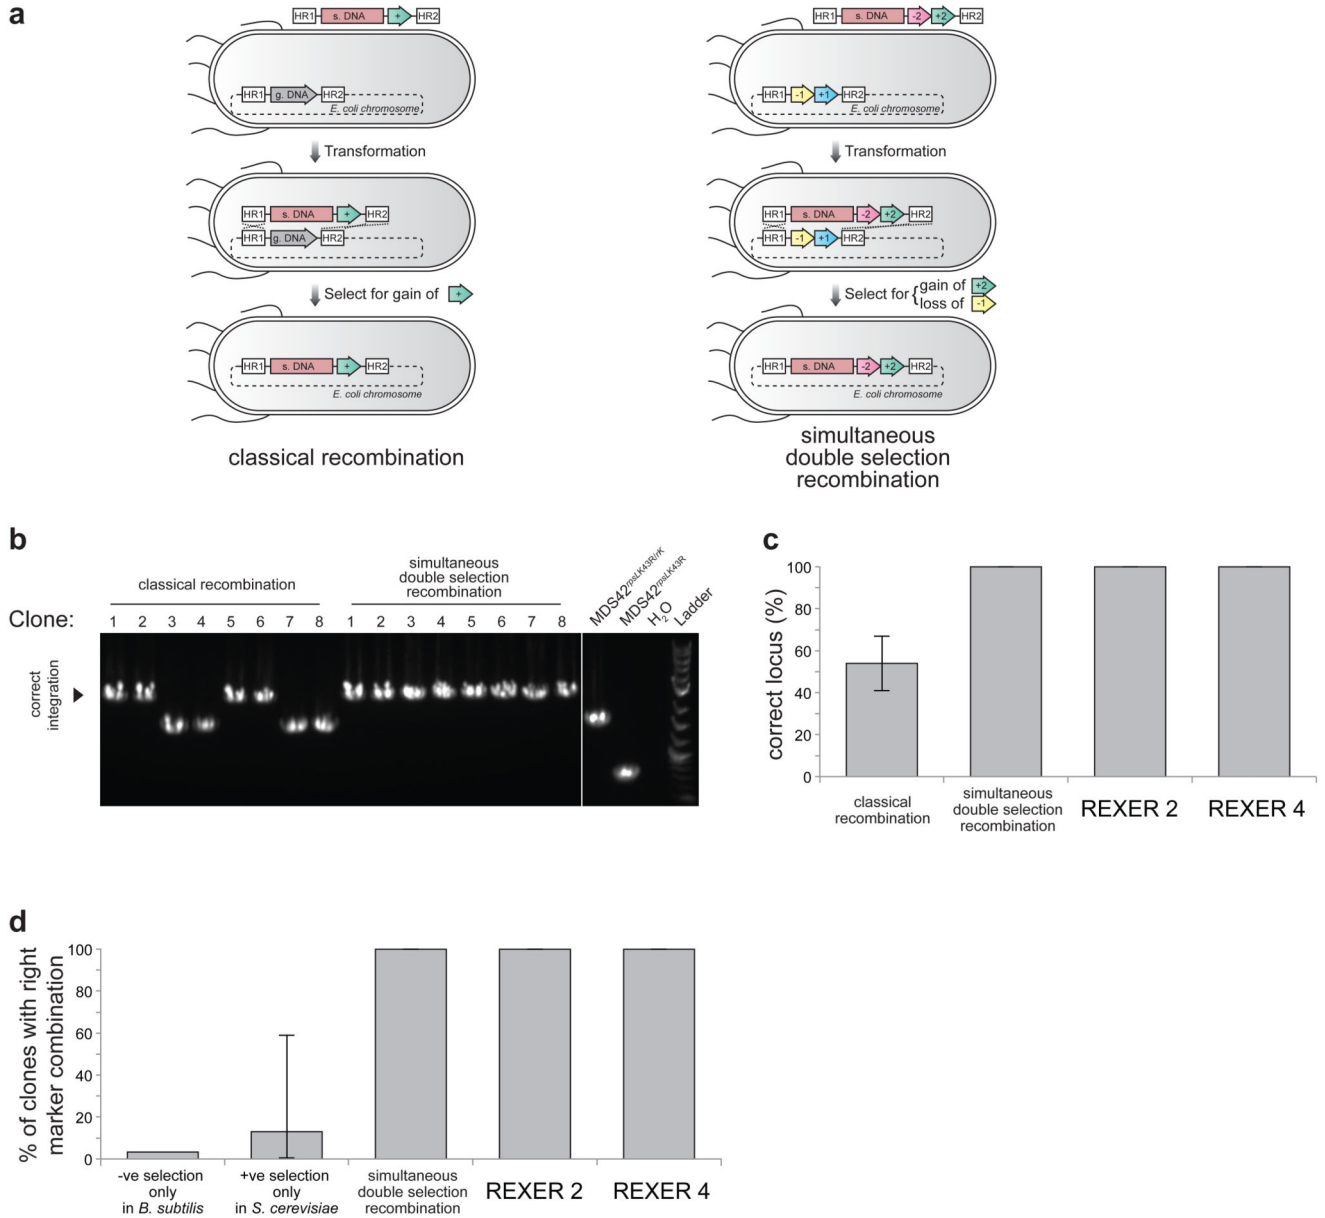 a
HR1 s. DNA + HR2
HR1 g. DNA HR2
E. coli chromosome
Transformation
HR1 s. DNA + HR2
HR1 g. DNA HR2
Select for gain of +
HR1 s. DNA + HR2
E. coli chromosome
classical recombination
HR1 s. DNA -2 +2 HR2
HR1 -1 +1 HR2
E. coli chromosome
Transformation
HR1 s. DNA -2 +2 HR2
HR1 -1 +1 HR2
Select for { gain of +2
loss of -1
HR1 s. DNA -2 +2 HR2
E. coli chromosome
simultaneous
double selection
recombination
b
classical recombination
simultaneous
double selection
recombination
MDS42rpsLK43R/rK
MDS42rpsLK43R
H2O
Ladder
Clone: 1 2 3 4 5 6 7 8 1 2 3 4 5 6 7 8
correct
integration
c
correct locus (%)
100
80
60
40
20
0
classical
recombination
simultaneous
double selection
recombination
REXER 2
REXER 4
d
% of clones with right
marker combination
100
80
60
40
20
0
-ve selection
only
in B. subtilis
+ve selection
only
in S. cerevisiae
simultaneous
double selection
recombination
REXER 2
REXER 4